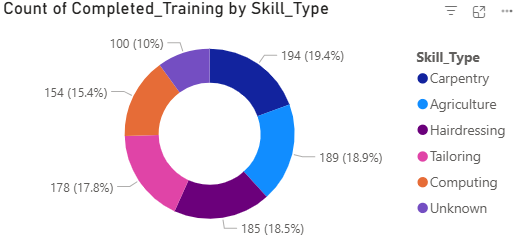 Count of Completed_Training by Skill_Type
100 (10%)
194 (19.4%)
154 (15.4%)
189 (18.9%)
178 (17.8%)
185 (18.5%)
Skill_Type
Carpentry
Agriculture
Hairdressing
Tailoring
Computing
Unknown